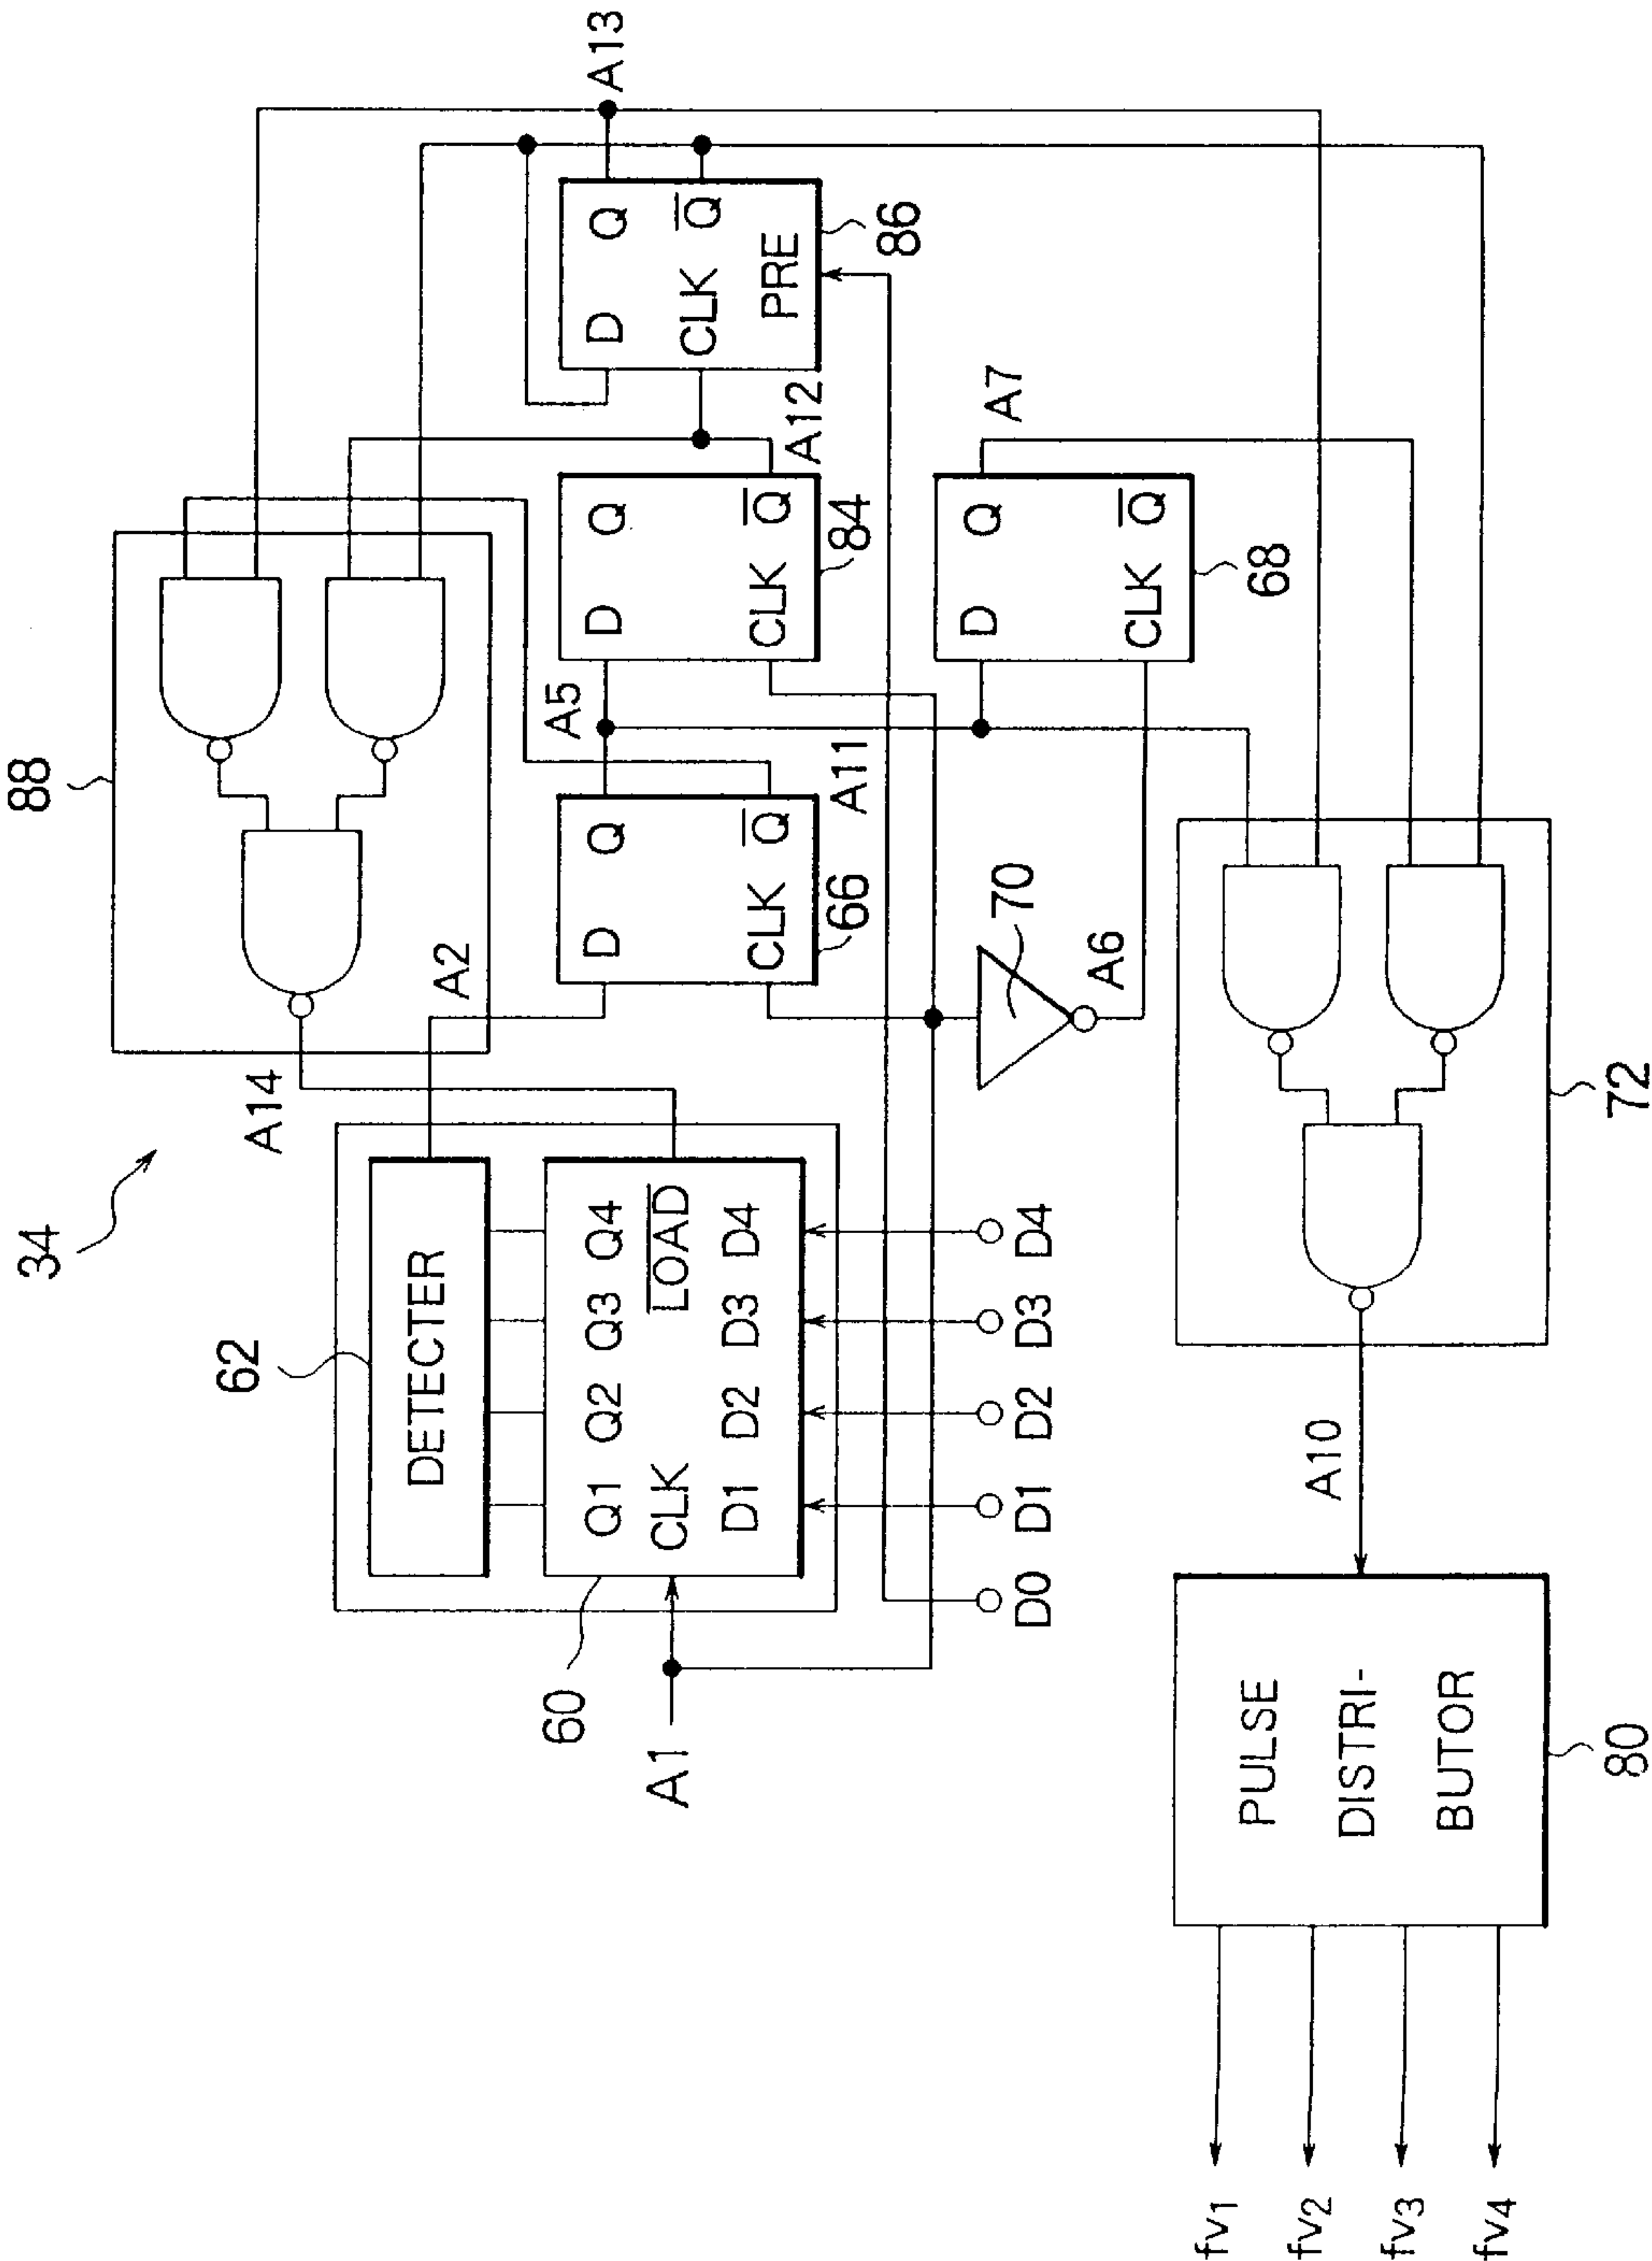 34
88
A14
A2
62
DETECTER
Q1 Q2 Q3 Q4
CLK LOAD
D1 D2 D3 D4
60
A1
D0 D1 D2 D3 D4
D Q
CLK Q
66
A5
A11
D Q
CLK Q
84
A12
D Q
CLK Q
PRE
86
A13
70
A6
D Q
CLK Q
68
A7
72
A10
PULSE
DISTRI-
BUTOR
80
fv1
fv2
fv3
fv4